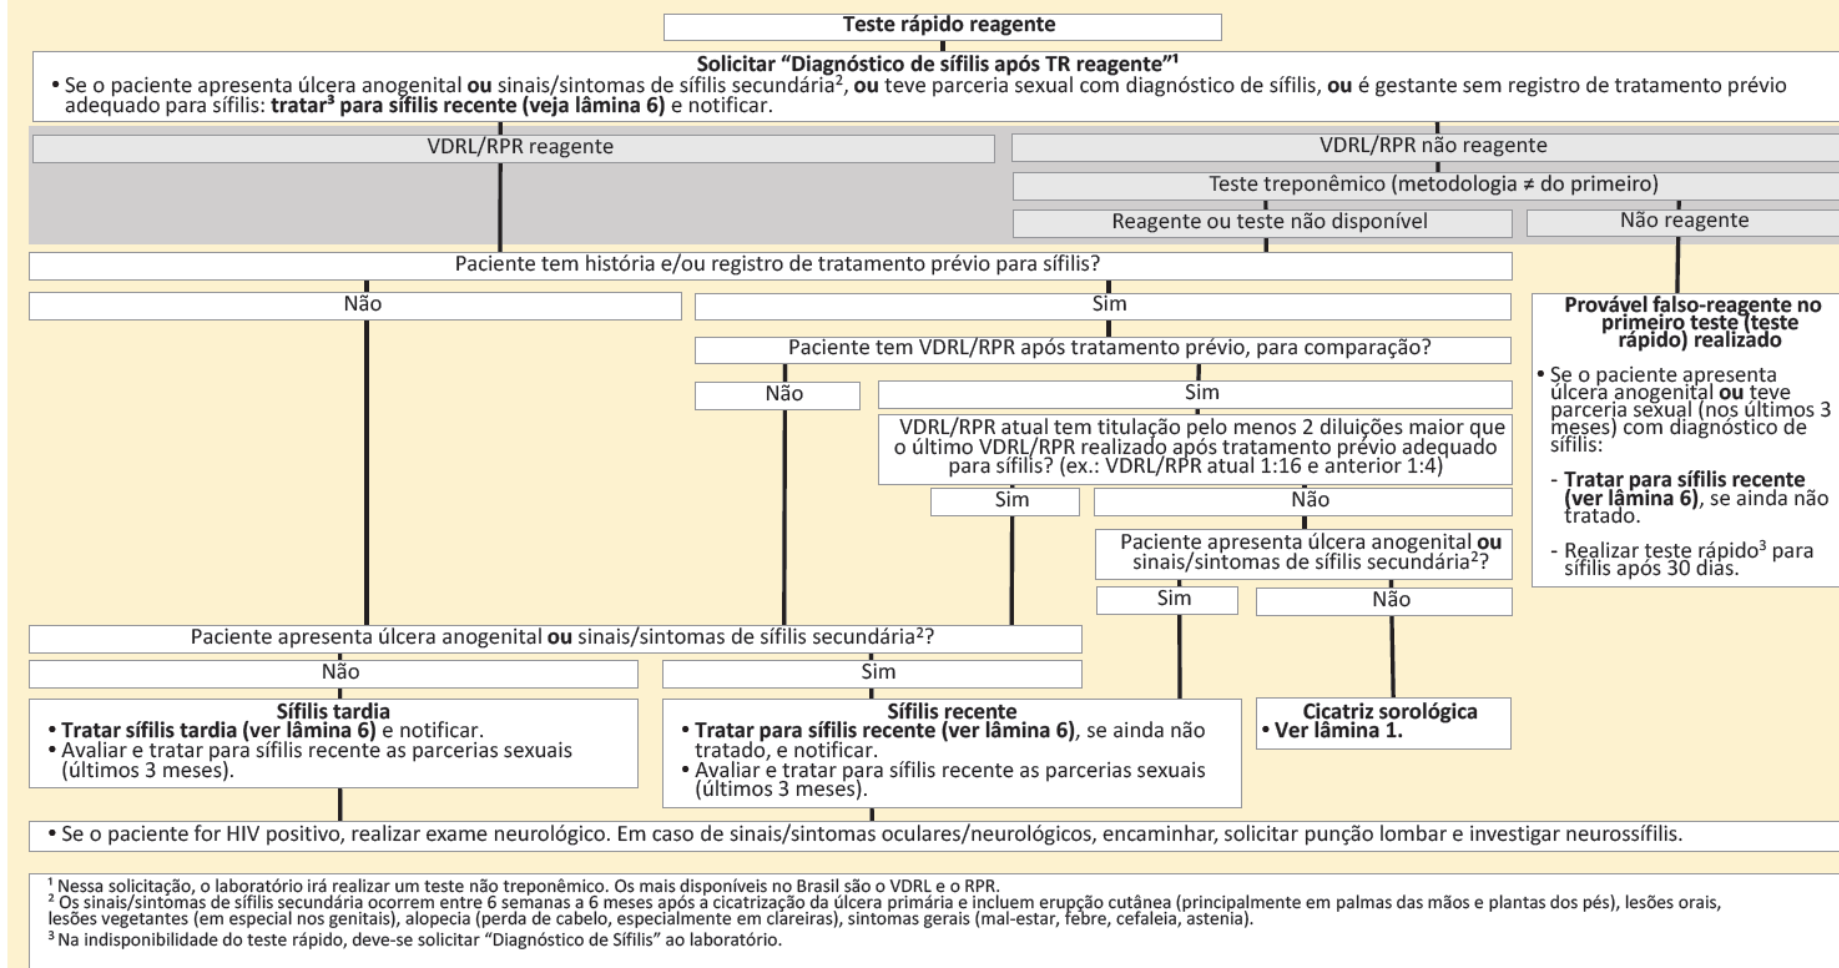 Teste rápido reagente
Solicitar “Diagnóstico de sífilis após TR reagente”¹
• Se o paciente apresenta úlcera anogenital ou sinais/sintomas de sífilis secundária², ou teve parceria sexual com diagnóstico de sífilis, ou é gestante sem registro de tratamento prévio
adequado para sífilis: tratar³ para sífilis recente (veja lâmina 6) e notificar.
VDRL/RPR reagente
VDRL/RPR não reagente
Teste treponêmico (metodologia ≠ do primeiro)
Reagente ou teste não disponível
Não reagente
Paciente tem história e/ou registro de tratamento prévio para sífilis?
Não
Sim
Provável falso-reagente no
primeiro teste (teste
rápido) realizado
• Se o paciente apresenta
úlcera anogenital ou teve
parceria sexual (nos últimos 3
meses) com diagnóstico de
sífilis:
- Tratar para sífilis recente
(ver lâmina 6), se ainda não
tratado.
- Realizar teste rápido³ para
sífilis após 30 dias.
Paciente tem VDRL/RPR após tratamento prévio, para comparação?
Não
Sim
VDRL/RPR atual tem titulação pelo menos 2 diluições maior que
o último VDRL/RPR realizado após tratamento prévio adequado
para sífilis? (ex.: VDRL/RPR atual 1:16 e anterior 1:4)
Sim
Não
Paciente apresenta úlcera anogenital ou
sinais/sintomas de sífilis secundária²?
Sim
Não
Paciente apresenta úlcera anogenital ou sinais/sintomas de sífilis secundária²?
Não
Sim
Sífilis tardia
• Tratar sífilis tardia (ver lâmina 6) e notificar.
• Avaliar e tratar para sífilis recente as parcerias sexuais
(últimos 3 meses).
Sífilis recente
• Tratar para sífilis recente (ver lâmina 6), se ainda não
tratado, e notificar.
• Avaliar e tratar para sífilis recente as parcerias sexuais
(últimos 3 meses).
Cicatriz sorológica
• Ver lâmina 1.
• Se o paciente for HIV positivo, realizar exame neurológico. Em caso de sinais/sintomas oculares/neurológicos, encaminhar, solicitar punção lombar e investigar neurossífilis.
¹ Nessa solicitação, o laboratório irá realizar um teste não treponêmico. Os mais disponíveis no Brasil são o VDRL e o RPR.
² Os sinais/sintomas de sífilis secundária ocorrem entre 6 semanas a 6 meses após a cicatrização da úlcera primária e incluem erupção cutânea (principalmente em palmas das mãos e plantas dos pés), lesões orais,
lesões vegetantes (em especial nos genitais), alopecia (perda de cabelo, especialmente em clareiras), sintomas gerais (mal-estar, febre, cefaleia, astenia).
³ Na indisponibilidade do teste rápido, deve-se solicitar “Diagnóstico de Sífilis” ao laboratório.